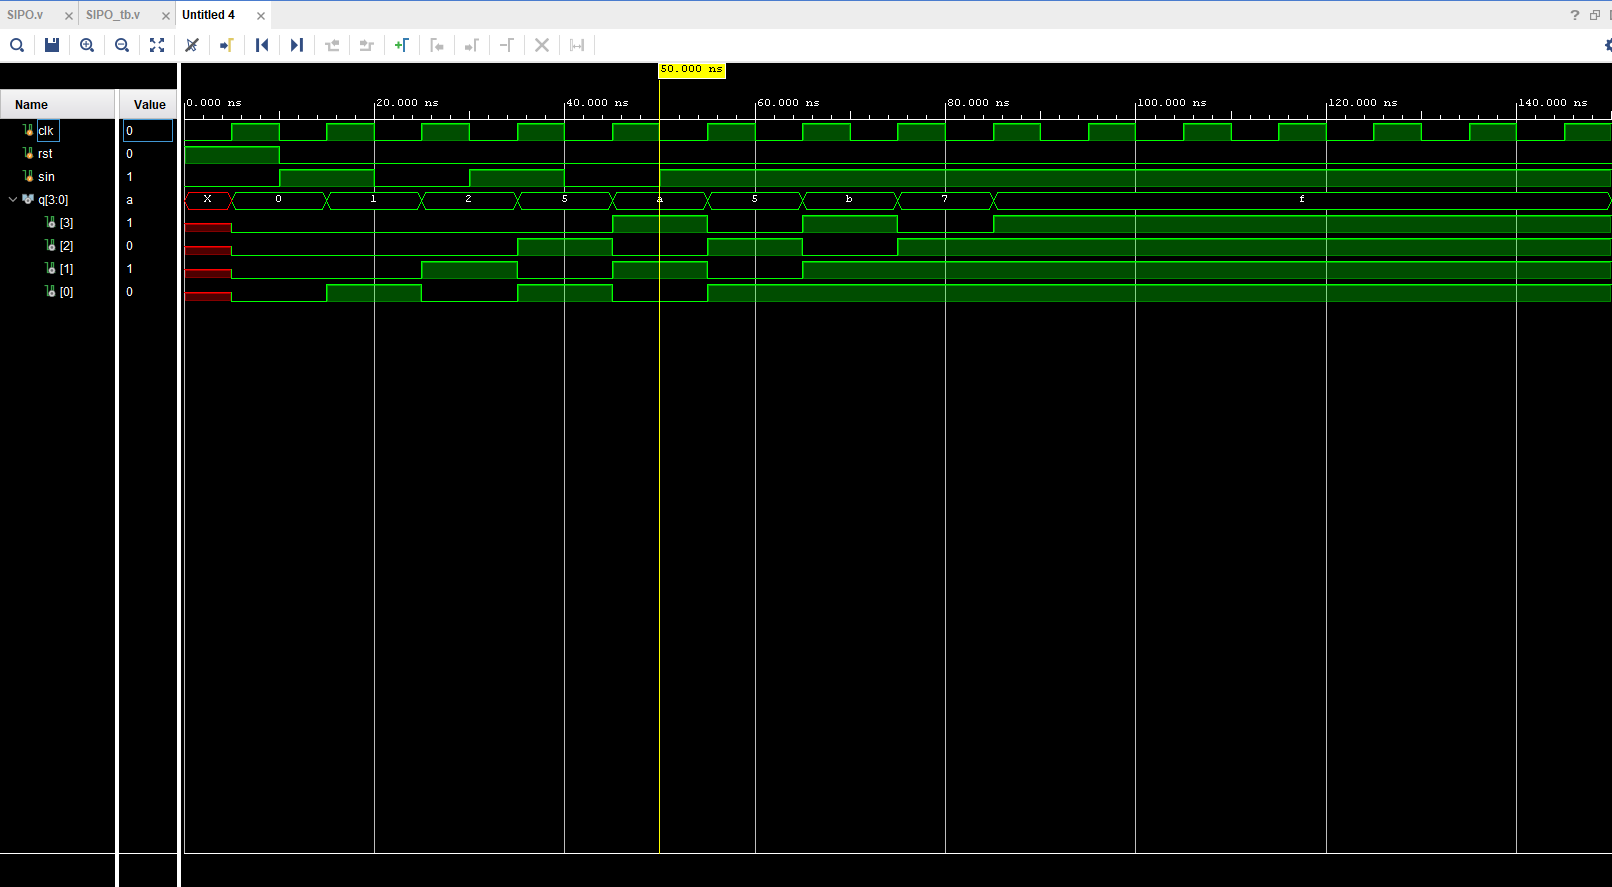 SIPO.v SIPO_tb.v Untitled 4 ?
50.000 ns
Name Value 0.000 ns 20.000 ns 40.000 ns 60.000 ns 80.000 ns 100.000 ns 120.000 ns 140.000 ns
clk 0
rst 0
sin 1
q[3:0] a X 0 1 2 5 a 5 b 7 f
[3] 1
[2] 0
[1] 1
[0] 0